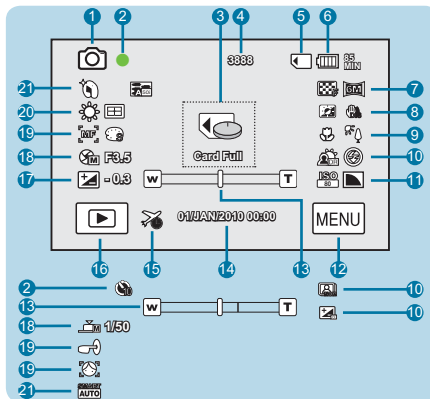 1 2 3 4 5 6
3888 85 MIN
21 7
20 8
19 MF 9
18 M F3.5 Card Full 10
17 - 0.3 W T ISO 80 11
01/JAN/2010 00:00 MENU
16 15 14 13 12
2 10
13 W T 10
18 M 1/50
19
19
21 SMART AUTO